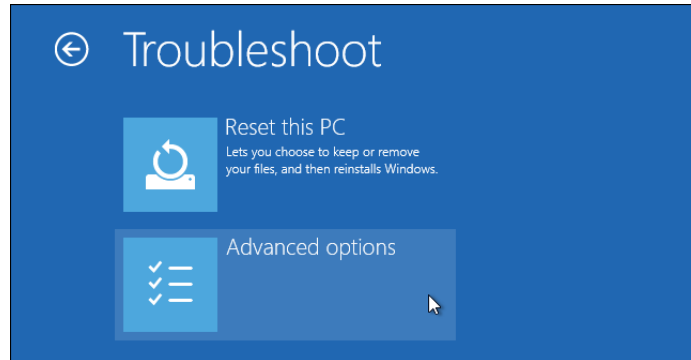 Troubleshoot
Reset this PC
Lets you choose to keep or remove
your files, and then reinstalls Windows.
Advanced options